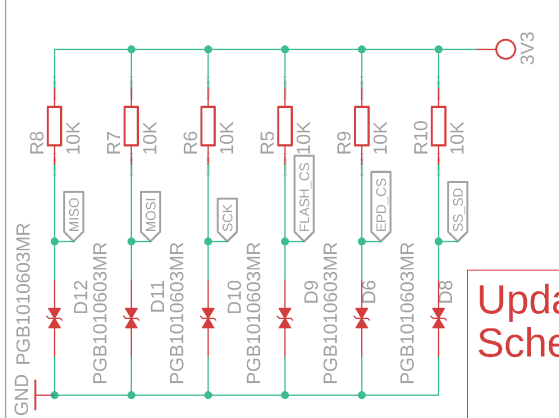 3V3
R8
10K
R7
10K
R6
10K
R5
10K
R9
10K
R10
10K
MISO
MOSI
SCK
FLASH_CS
EPD_CS
SS_SD
PGB1010603MR
D12
PGB1010603MR
D11
PGB1010603MR
D10
PGB1010603MR
D9
PGB1010603MR
D6
PGB1010603MR
D8
GND
Upda
Sche